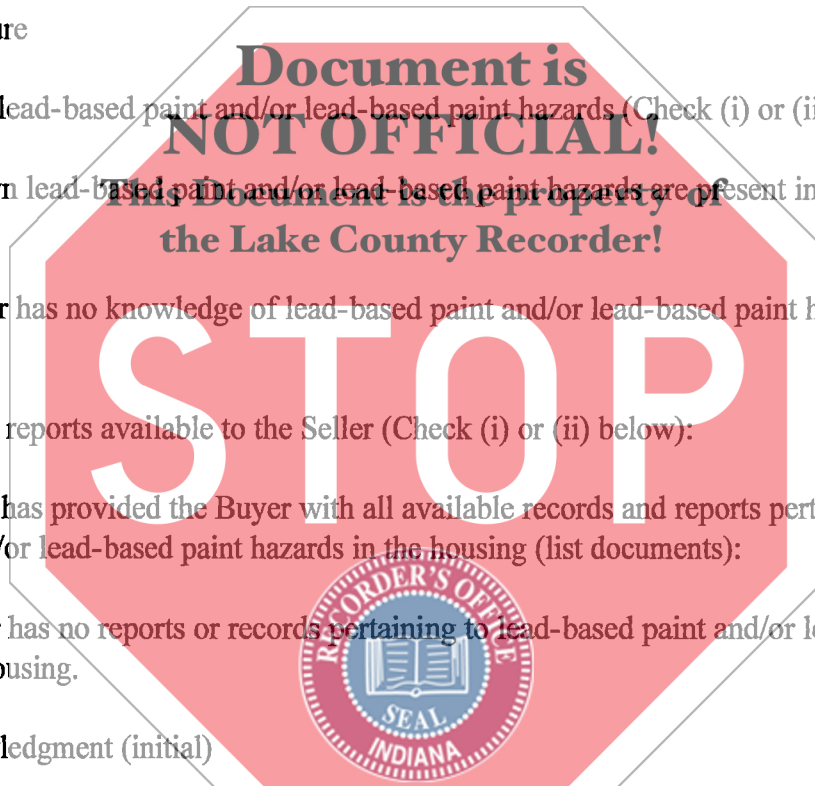 ure
Document is
lead-based paint and/or lead-based paint hazards (Check (i) or (ii
NOT OFFICIAL!
n lead-based paint and/or lead-based paint hazards are present in
This Document is the property of
the Lake County Recorder!
r has no knowledge of lead-based paint and/or lead-based paint h
STOP
reports available to the Seller (Check (i) or (ii) below):
has provided the Buyer with all available records and reports pert
/or lead-based paint hazards in the housing (list documents):
RECORDER'S OFFICE
r has no reports or records pertaining to lead-based paint and/or le
ousing.
SEAL
INDIANA
ledgment (initial)